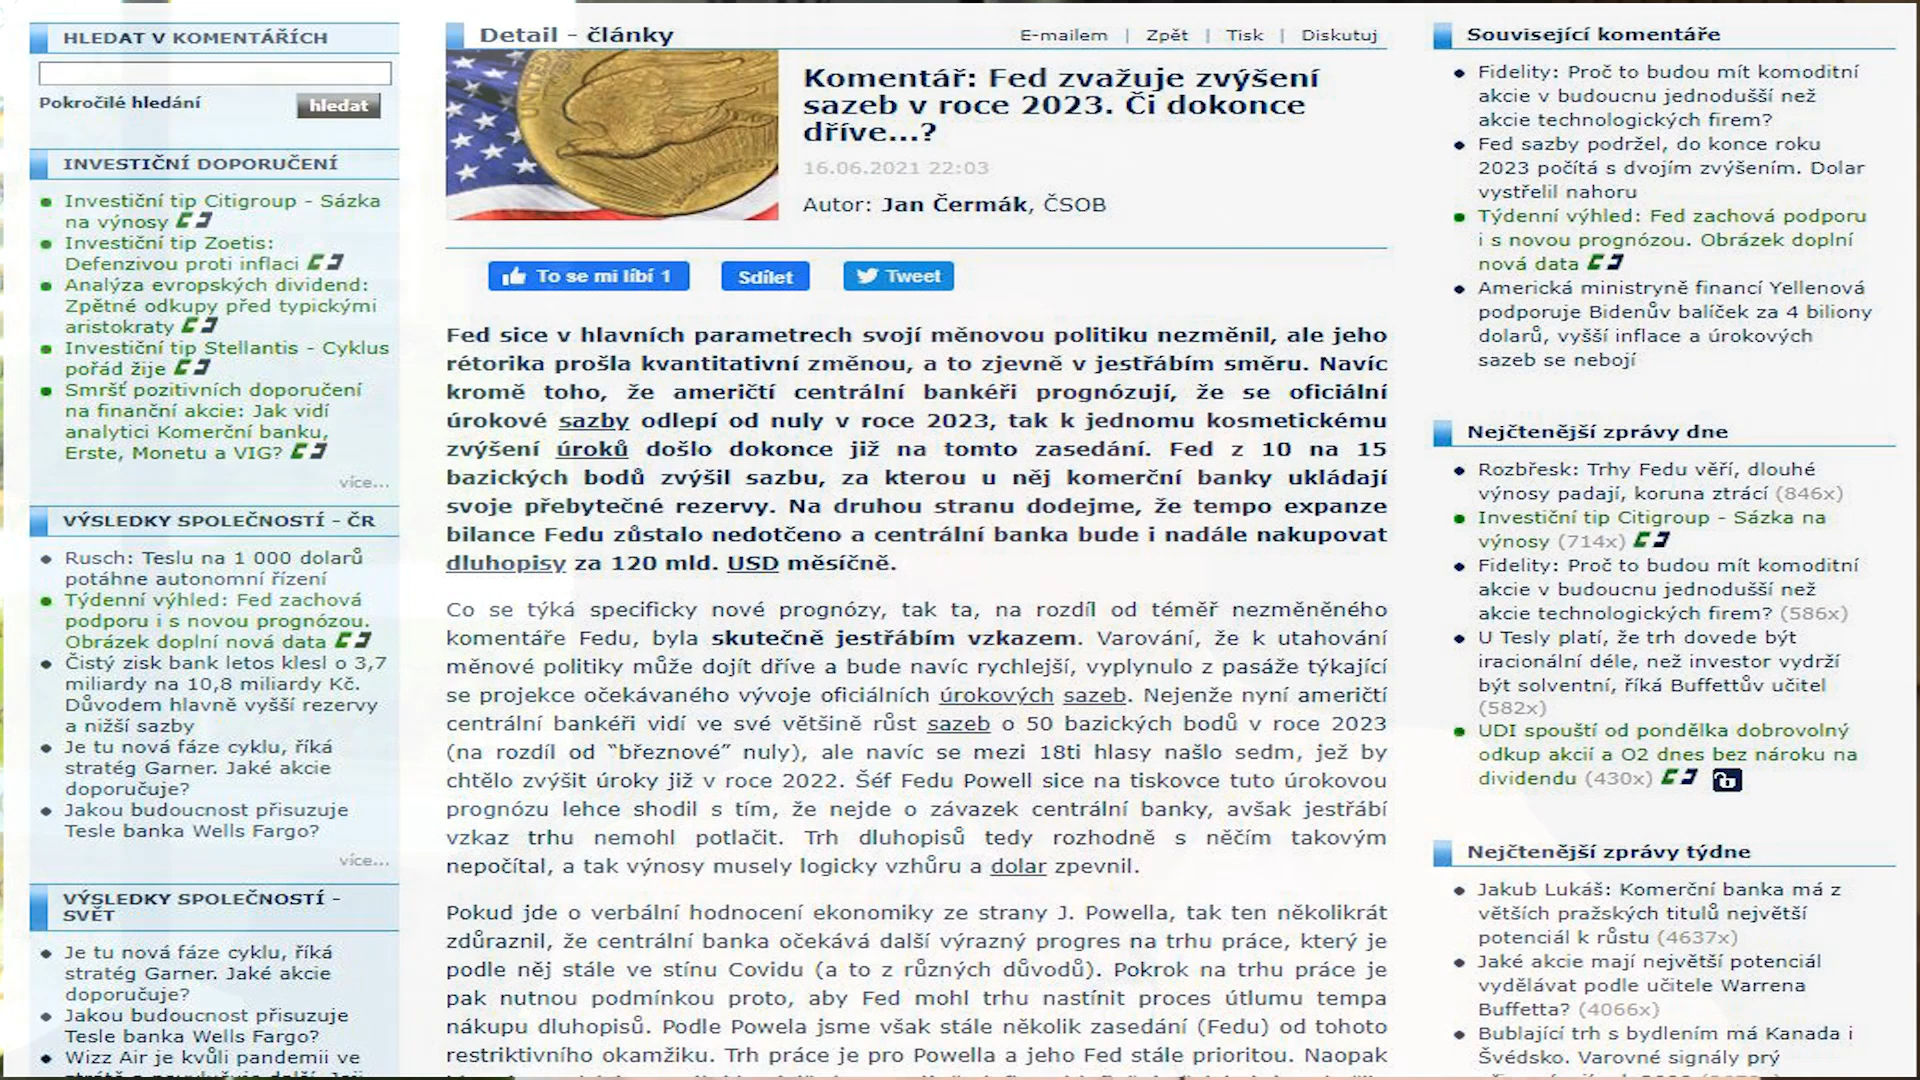 HLEDAT V KOMENTÁŘÍCH
Pokročilé hledání
hledat
INVESTIČNÍ DOPORUČENÍ
Investiční tip Citigroup - Sázka
na výnosy
Investiční tip Zoetis:
Defenzivou proti inflaci
Analýza evropských dividend:
Zpětné odkupy před typickými
aristokraty
Investiční tip Stellantis - Cyklus
pořád žije
Smršť pozitivních doporučení
na finanční akcie: Jak vidí
analytici Komerční banku,
Erste, Monetu a VIG?
více...
VÝSLEDKY SPOLEČNOSTÍ - ČR
Rusch: Teslu na 1 000 dolarů
potáhne autonomní řízení
Týdenní výhled: Fed zachová
podporu i s novou prognózou.
Obrázek doplní nová data
Čistý zisk bank letos klesl o 3,7
miliardy na 10,8 miliardy Kč.
Důvodem hlavně vyšší rezervy
a nižší sazby
Je tu nová fáze cyklu, říká
stratég Garner. Jaké akcie
doporučuje?
Jakou budoucnost přisuzuje
Tesle banka Wells Fargo?
více...
VÝSLEDKY SPOLEČNOSTÍ -
SVĚT
Je tu nová fáze cyklu, říká
stratég Garner. Jaké akcie
doporučuje?
Jakou budoucnost přisuzuje
Tesle banka Wells Fargo?
Wizz Air je kvůli pandemii ve
Detail - články
E-mailem | Zpět | Tisk | Diskutuj
Komentář: Fed zvažuje zvýšení
sazeb v roce 2023. Či dokonce
dříve...?
16.06.2021 22:03
Autor: Jan Čermák, ČSOB
To se mi líbí 1
Sdílet
Tweet
Fed sice v hlavních parametrech svojí měnovou politiku nezměnil, ale jeho
rétorika prošla kvantitativní změnou, a to zjevně v jestřábím směru. Navíc
kromě toho, že američtí centrální bankéři prognózují, že se oficiální
úrokové sazby odlepí od nuly v roce 2023, tak k jednomu kosmetickému
zvýšení úroků došlo dokonce již na tomto zasedání. Fed z 10 na 15
bazických bodů zvýšil sazbu, za kterou u něj komerční banky ukládají
svoje přebytečné rezervy. Na druhou stranu dodejme, že tempo expanze
bilance Fedu zůstalo nedotčeno a centrální banka bude i nadále nakupovat
dluhopisy za 120 mld. USD měsíčně.
Co se týká specificky nové prognózy, tak ta, na rozdíl od téměř nezměněného
komentáře Fedu, byla skutečně jestřábím vzkazem. Varování, že k utahování
měnové politiky může dojít dříve a bude navíc rychlejší, vyplynulo z pasáže týkající
se projekce očekávaného vývoje oficiálních úrokových sazeb. Nejenže nyní američtí
centrální bankéři vidí ve své většině růst sazeb o 50 bazických bodů v roce 2023
(na rozdíl od “březnové” nuly), ale navíc se mezi 18ti hlasy našlo sedm, jež by
chtělo zvýšit úroky již v roce 2022. Šéf Fedu Powell sice na tiskovce tuto úrokovou
prognózu lehce shodil s tím, že nejde o závazek centrální banky, avšak jestřábí
vzkaz trhu nemohl potlačit. Trh dluhopisů tedy rozhodně s něčím takovým
nepočítal, a tak výnosy musely logicky vzhůru a dolar zpevnil.
Pokud jde o verbální hodnocení ekonomiky ze strany J. Powella, tak ten několikrát
zdůraznil, že centrální banka očekává další výrazný progres na trhu práce, který je
podle něj stále ve stínu Covidu (a to z různých důvodů). Pokrok na trhu práce je
pak nutnou podmínkou proto, aby Fed mohl trhu nastínit proces útlumu tempa
nákupu dluhopisů. Podle Powela jsme však stále několik zasedání (Fedu) od tohoto
restriktivního okamžiku. Trh práce je pro Powella a jeho Fed stále prioritou. Naopak
Související komentáře
Fidelity: Proč to budou mít komoditní
akcie v budoucnu jednodušší než
akcie technologických firem?
Fed sazby podržel, do konce roku
2023 počítá s dvojím zvýšením. Dolar
vystřelil nahoru
Týdenní výhled: Fed zachová podporu
i s novou prognózou. Obrázek doplní
nová data
Americká ministryně financí Yellenová
podporuje Bidenův balíček za 4 biliony
dolarů, vyšší inflace a úrokových
sazeb se nebojí
Nejčtenější zprávy dne
Rozbřesk: Trhy Fedu věří, dlouhé
výnosy padají, koruna ztrácí (846x)
Investiční tip Citigroup - Sázka na
výnosy (714x)
Fidelity: Proč to budou mít komoditní
akcie v budoucnu jednodušší než
akcie technologických firem? (586x)
U Tesly platí, že trh dovede být
iracionální déle, než investor vydrží
být solventní, říká Buffettův učitel
(582x)
UDI spouští od pondělka dobrovolný
odkup akcií a O2 dnes bez nároku na
dividendu (430x)
Nejčtenější zprávy týdne
Jakub Lukáš: Komerční banka má z
větších pražských titulů největší
potenciál k růstu (4637x)
Jaké akcie mají největší potenciál
vydělávat podle učitele Warrena
Buffetta? (4066x)
Bublající trh s bydlením má Kanada i
Švédsko. Varovné signály prý